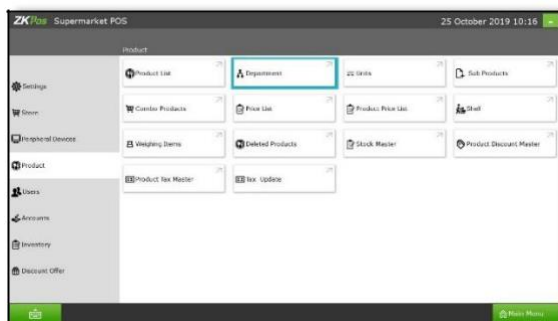 ZKPos Supermarket POS
25 October 2019 10:16
Product
Settings
Store
Peripheral Devices
Product
Users
Accounts
Inventory
Discount Offer
Product List
Department
Units
Sub Products
Combo Products
Price List
Product Price List
Shelf
Weighing Items
Deleted Products
Stock Master
Product Discount Master
Product Tax Master
Tax Update
Main Menu